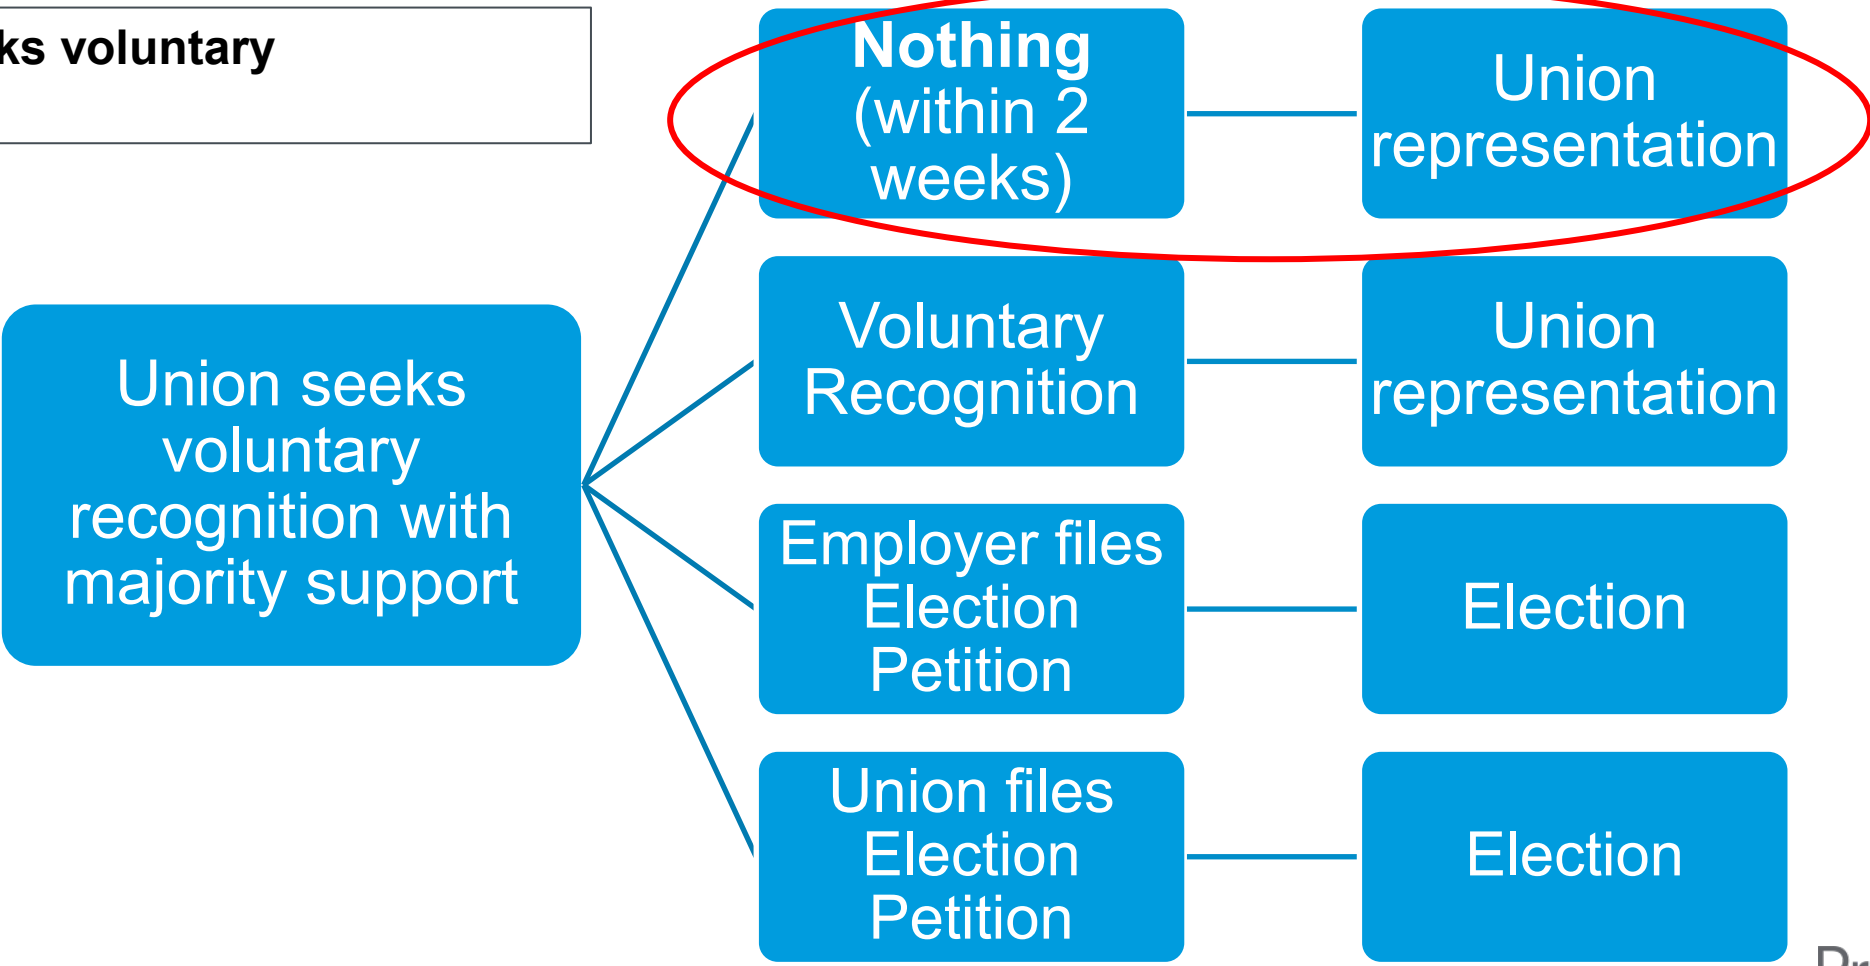 ks voluntary
Nothing
(within 2
weeks)
Union
representation
Union seeks
voluntary
recognition with
majority support
Voluntary
Recognition
Union
representation
Employer files
Election
Petition
Election
Union files
Election
Petition
Election